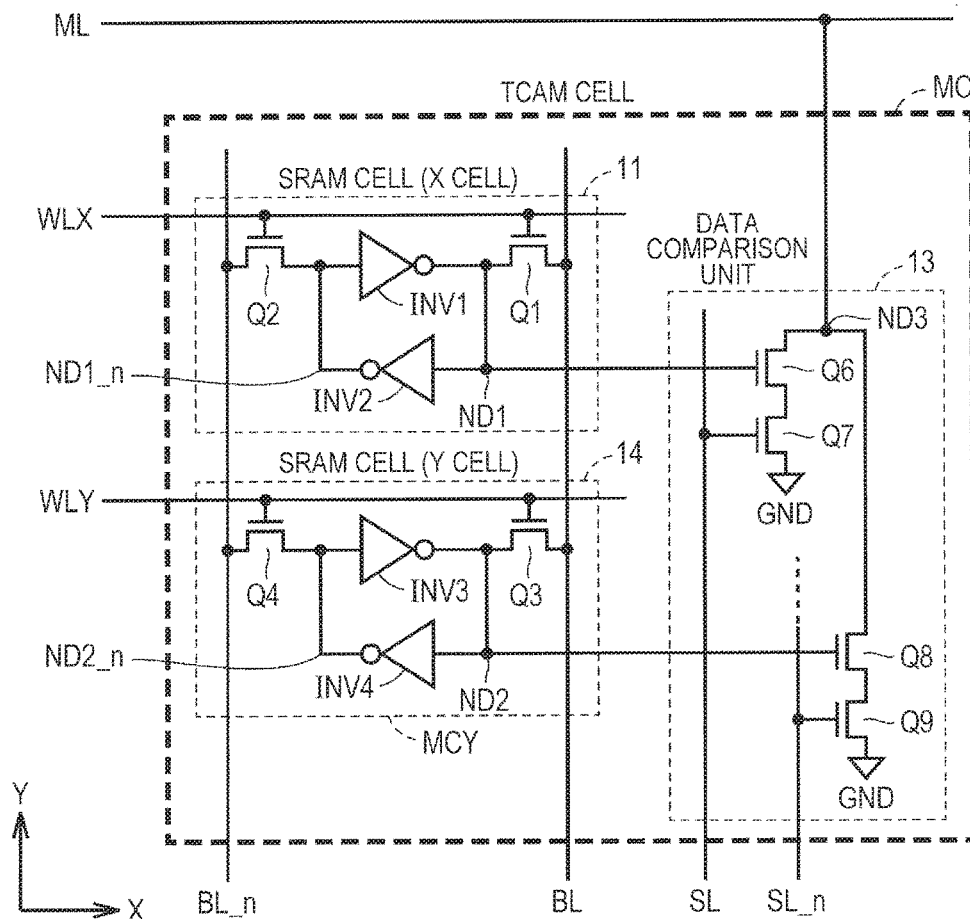 ML
TCAM CELL
MC
SRAM CELL (X CELL)
11
WLX
DATA
COMPARISON
UNIT
13
Q2
INV1
Q1
ND3
ND1_n
INV2
ND1
Q6
Q7
GND
SRAM CELL (Y CELL)
14
WLY
Q4
INV3
Q3
ND2_n
INV4
ND2
Q8
Q9
MCY
GND
Y
X
BL_n
BL
SL
SL_n